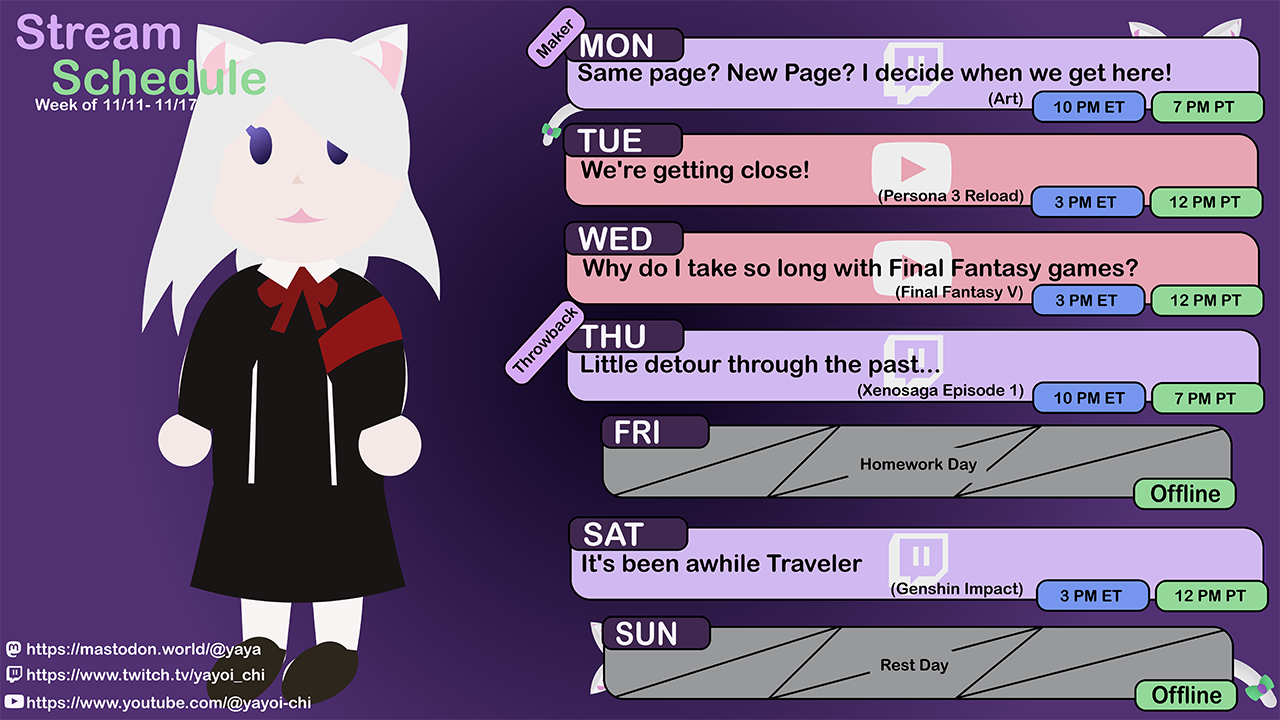 Stream
Schedule
Week of 11/11- 11/17
Maker
MON
Same page? New Page? I decide when we get here!
(Art)
10 PM ET
7 PM PT
TUE
We're getting close!
(Persona 3 Reload)
3 PM ET
12 PM PT
WED
Why do I take so long with Final Fantasy games?
(Final Fantasy V)
3 PM ET
12 PM PT
Throwback
THU
Little detour through the past...
(Xenosaga Episode 1)
10 PM ET
7 PM PT
FRI
Homework Day
Offline
SAT
It's been awhile Traveler
(Genshin Impact)
3 PM ET
12 PM PT
SUN
Rest Day
Offline
https://mastodon.world/@yaya
https://www.twitch.tv/yayoi_chi
https://www.youtube.com/@yayoi-chi